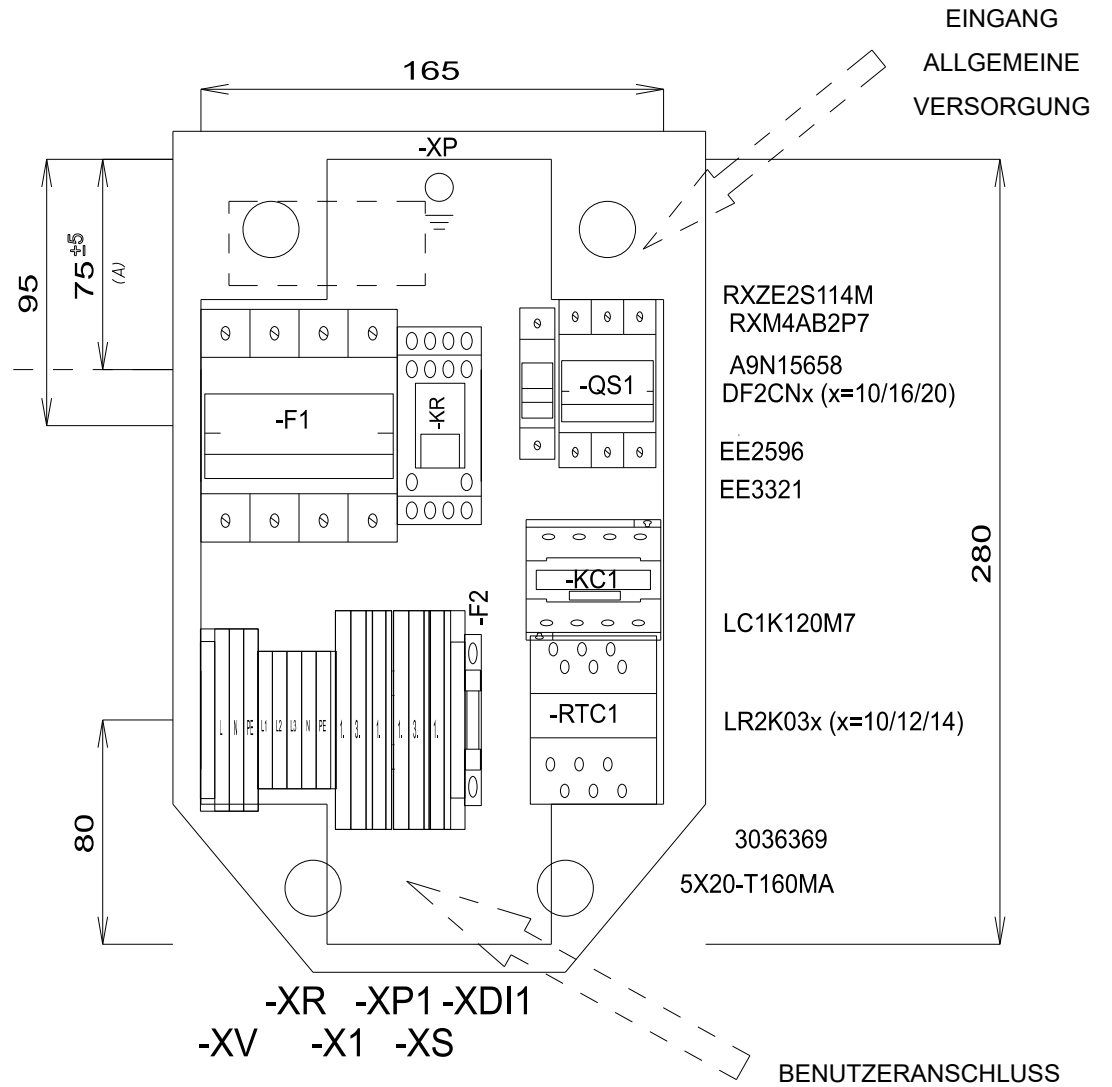 EINGANG
ALLGEMEINE
VERSORGUNG
165
-XP
95
75±5
(A)
280
RXZE2S114M
RXM4AB2P7
A9N15658
DF2CNx (x=10/16/20)
-F1
-KR
-QS1
EE2596
EE3321
-KC1
-F2
LC1K120M7
L N PE L1 L2 L3 N PE 1. 3. 1. 1. 3. 1.
-RTC1
LR2K03x (x=10/12/14)
80
3036369
5X20-T160MA
-XR -XP1 -XDI1
-XV -X1 -XS
BENUTZERANSCHLUSS